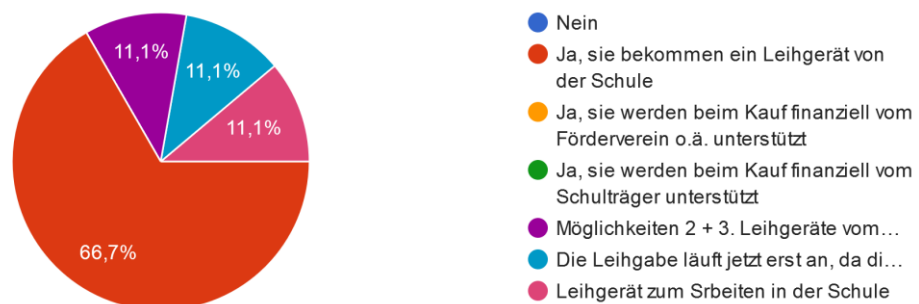 11,1%
11,1%
11,1%
66,7%
Nein
Ja, sie bekommen ein Leihgerät von
der Schule
Ja, sie werden beim Kauf finanziell vom
Förderverein o.ä. unterstützt
Ja, sie werden beim Kauf finanziell vom
Schulträger unterstützt
Möglichkeiten 2 + 3. Leihgeräte vom…
Die Leihgabe läuft jetzt erst an, da di…
Leihgerät zum Srbeiten in der Schule